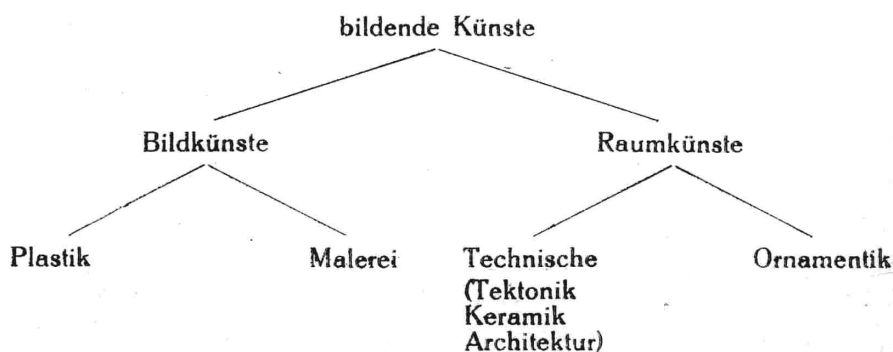 bildende Künste
Bildkünste Raumkünste
Plastik Malerei Technische Ornamentik
(Tektonik
Keramik
Architektur)